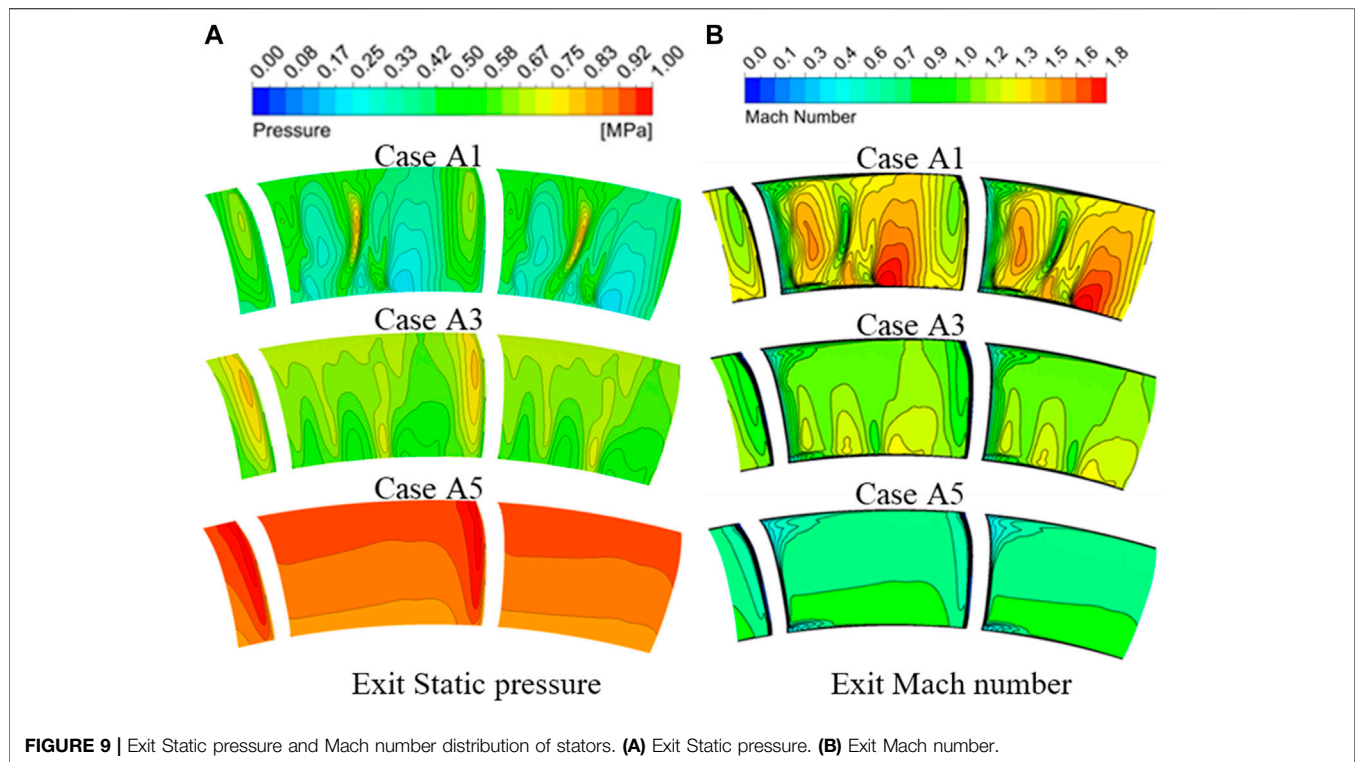 A
B
0.00 0.08 0.17 0.25 0.33 0.42 0.50 0.58 0.67 0.75 0.83 0.92 1.00
0.0 0.1 0.3 0.4 0.6 0.7 0.9 1.0 1.2 1.3 1.5 1.6 1.8
Pressure [MPa]
Mach Number
Case A1
Case A1
Case A3
Case A3
Case A5
Case A5
Exit Static pressure
Exit Mach number
FIGURE 9 | Exit Static pressure and Mach number distribution of stators. (A) Exit Static pressure. (B) Exit Mach number.